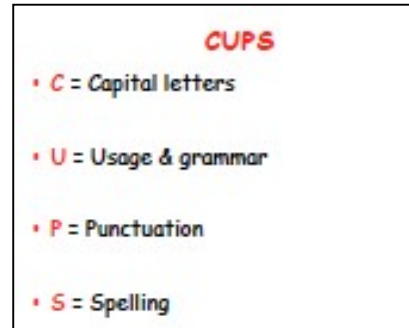 CUPS
• C = Capital letters
• U = Usage & grammar
• P = Punctuation
• S = Spelling